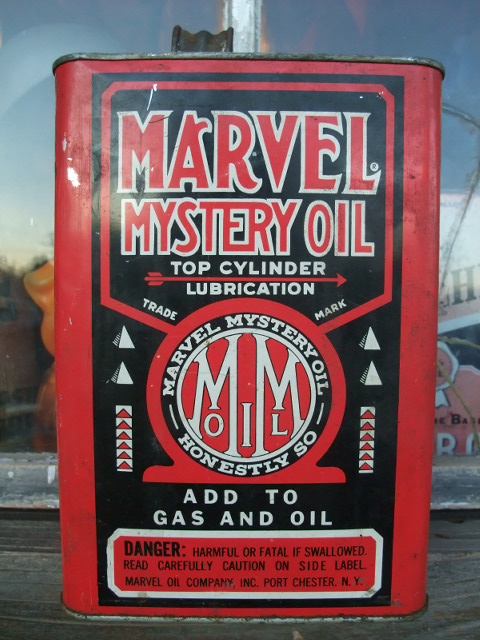 MARVEL®
MYSTERY OIL
TOP CYLINDER
LUBRICATION
TRADE MARK
MARVEL MYSTERY OIL
MM
OIL
HONESTLY SO
ADD TO
GAS AND OIL
DANGER: HARMFUL OR FATAL IF SWALLOWED.
READ CAREFULLY CAUTION ON SIDE LABEL.
MARVEL OIL COMPANY, INC. PORT CHESTER, N.Y.